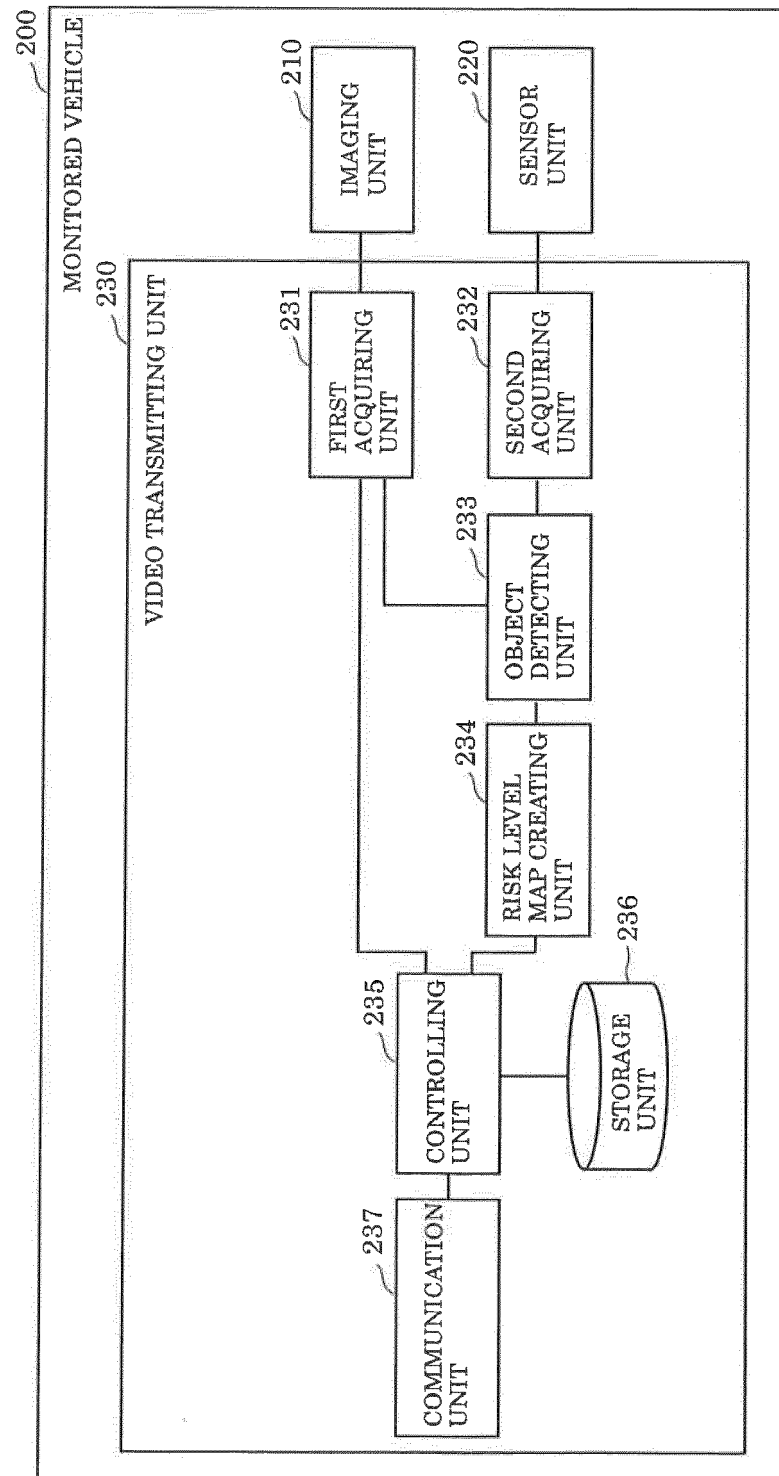 200
MONITORED VEHICLE
230
VIDEO TRANSMITTING UNIT
210
IMAGING
UNIT
231
FIRST
ACQUIRING
UNIT
220
SENSOR
UNIT
232
SECOND
ACQUIRING
UNIT
233
OBJECT
DETECTING
UNIT
234
RISK LEVEL
MAP CREATING
UNIT
235
CONTROLLING
UNIT
236
STORAGE
UNIT
237
COMMUNICATION
UNIT